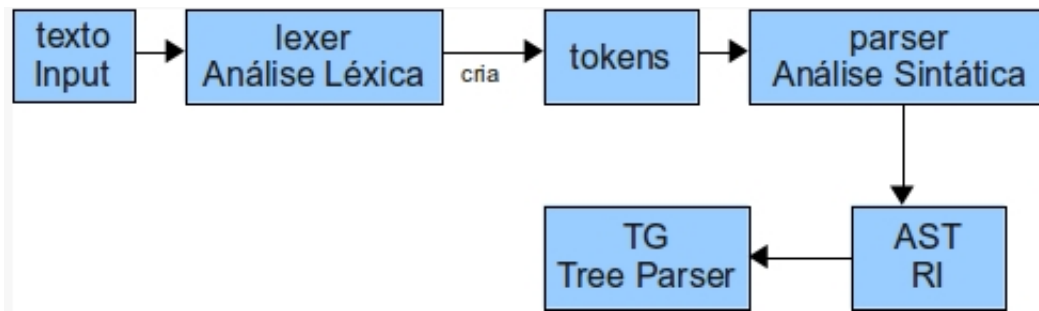 texto
Input
lexer
Análise Léxica
cria
tokens
parser
Análise Sintática
TG
Tree Parser
AST
RI